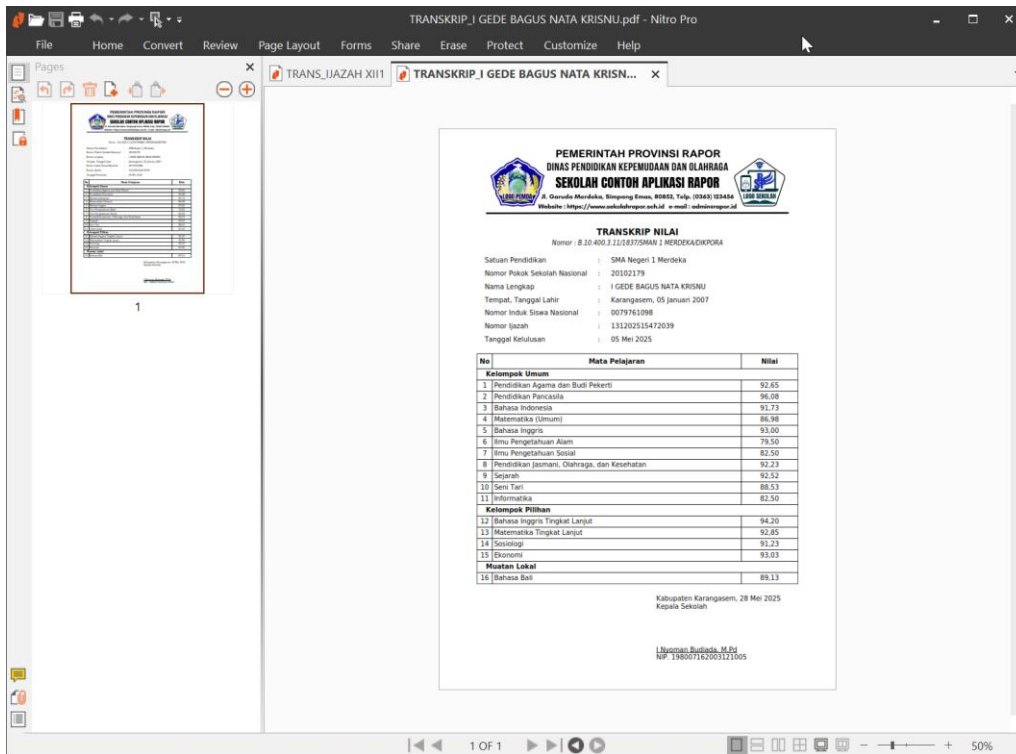 TRANSKRIP_I GEDE BAGUS NATA KRISNU.pdf - Nitro Pro
File Home Convert Review Page Layout Forms Share Erase Protect Customize Help
Pages
TRANS_IJAZAH XII1
TRANSKRIP_I GEDE BAGUS NATA KRISN...
1
PEMERINTAH PROVINSI RAPOR
DINAS PENDIDIKAN KEPEMUDAAN DAN OLAHRAGA
SEKOLAH CONTOH APLIKASI RAPOR
Jl. Garuda Merdeka, Simpang Emas, 80852, Telp. (0363) 123456
Website : https://www.sekolahrapor.sch.id e-mail : adminerapor.id
LOGO PEMDA
LOGO SEKOLAH
TRANSKRIP NILAI
Nomor : B.10.400.3.11/1837/SMAN 1 MERDEKA/DIKPORA
Satuan Pendidikan : SMA Negeri 1 Merdeka
Nomor Pokok Sekolah Nasional : 20102179
Nama Lengkap : I GEDE BAGUS NATA KRISNU
Tempat, Tanggal Lahir : Karangasem, 05 Januari 2007
Nomor Induk Siswa Nasional : 0079761098
Nomor Ijazah : 131202515472039
Tanggal Kelulusan : 05 Mei 2025
No Mata Pelajaran Nilai
Kelompok Umum
1 Pendidikan Agama dan Budi Pekerti 92,65
2 Pendidikan Pancasila 96,08
3 Bahasa Indonesia 91,73
4 Matematika (Umum) 86,98
5 Bahasa Inggris 93,00
6 Ilmu Pengetahuan Alam 79,50
7 Ilmu Pengetahuan Sosial 82,50
8 Pendidikan Jasmani, Olahraga, dan Kesehatan 92,23
9 Sejarah 92,52
10 Seni Tari 88,53
11 Informatika 82,50
Kelompok Pilihan
12 Bahasa Inggris Tingkat Lanjut 94,20
13 Matematika Tingkat Lanjut 92,85
14 Sosiologi 91,23
15 Ekonomi 93,03
Muatan Lokal
16 Bahasa Bali 89,13
Kabupaten Karangasem, 28 Mei 2025
Kepala Sekolah
I Nyoman Budiada, M.Pd
NIP. 198007162003121005
1 OF 1
50%